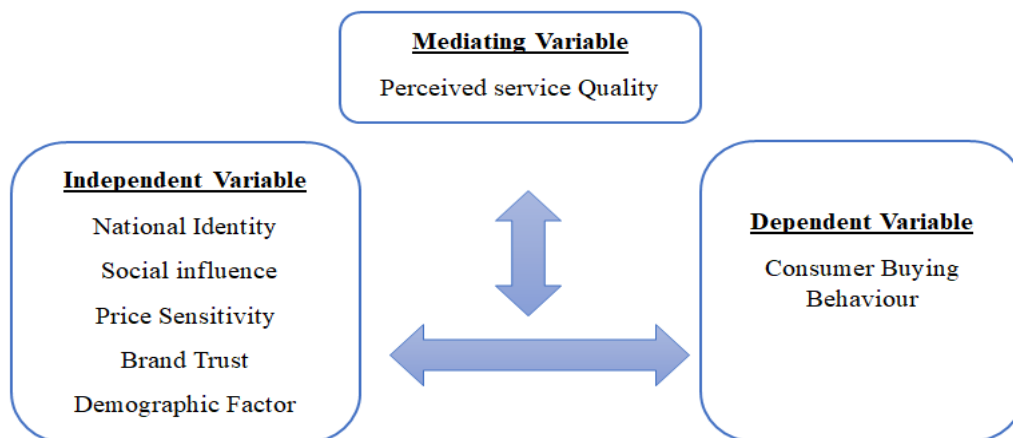 Mediating Variable
Perceived service Quality
Independent Variable
National Identity
Social influence
Price Sensitivity
Brand Trust
Demographic Factor
Dependent Variable
Consumer Buying
Behaviour